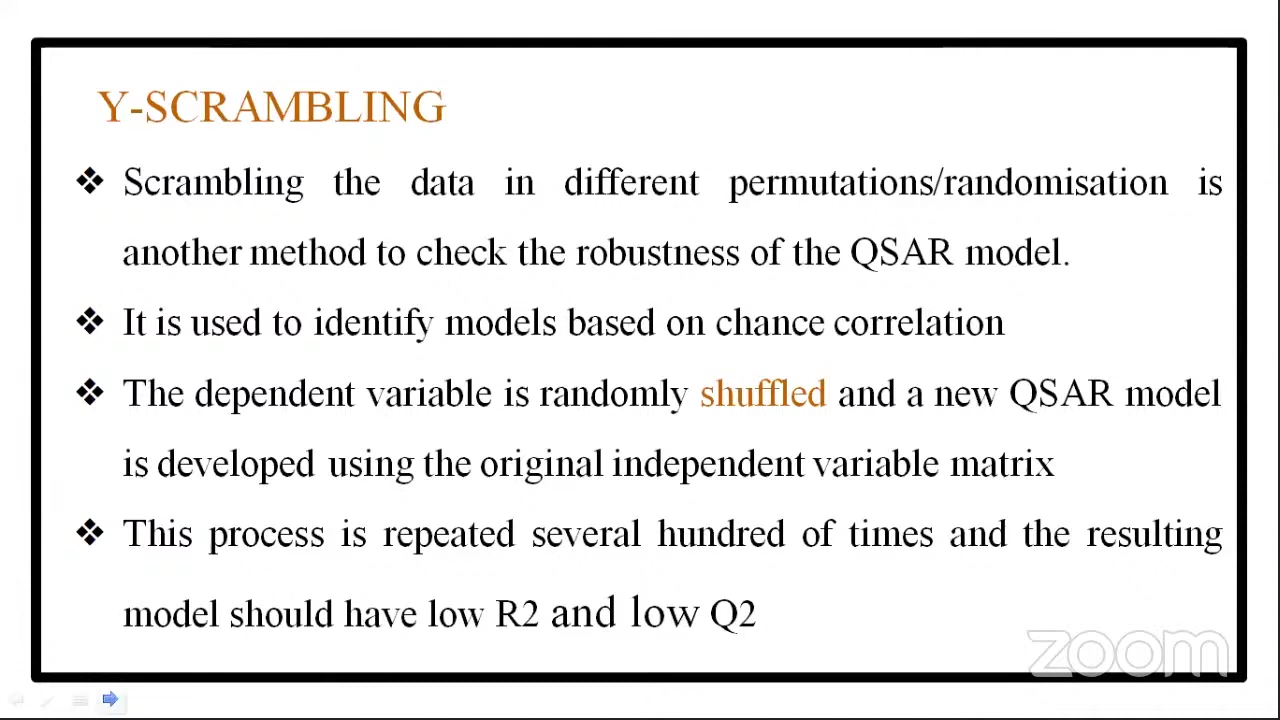 Y-SCRAMBLING
❖ Scrambling the data in different permutations/randomisation is
another method to check the robustness of the QSAR model.
❖ It is used to identify models based on chance correlation
❖ The dependent variable is randomly shuffled and a new QSAR model
is developed using the original independent variable matrix
❖ This process is repeated several hundred of times and the resulting
model should have low R2 and low Q2
zoom